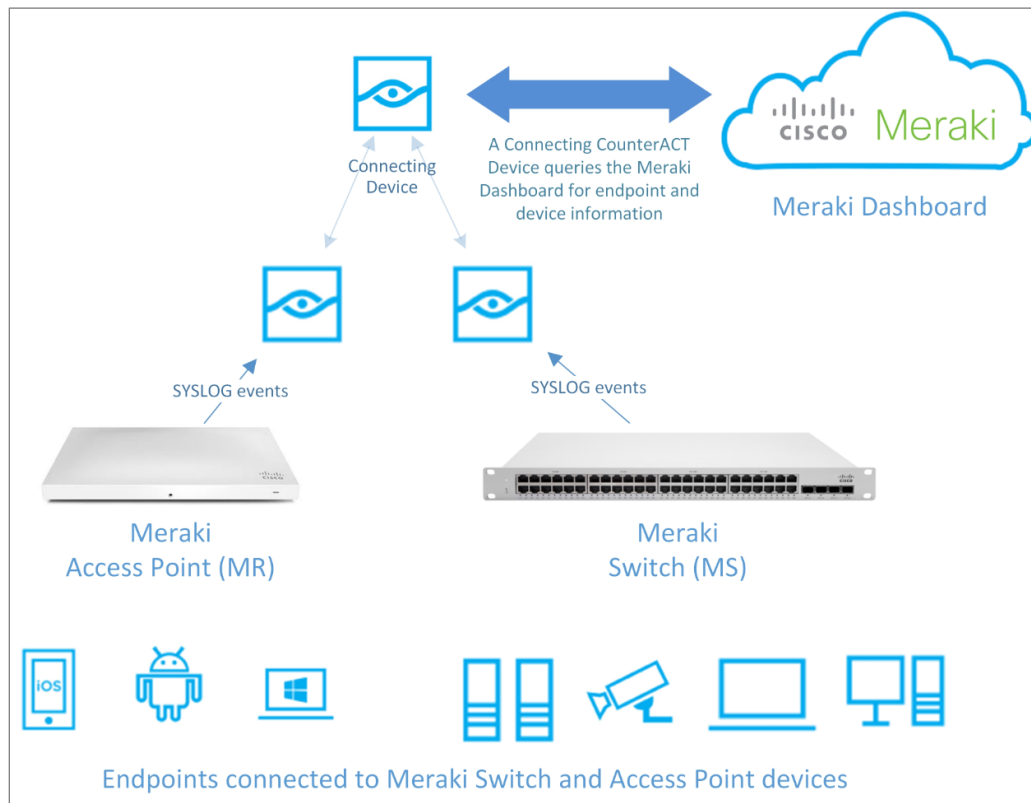 cisco Meraki
Connecting
Device
A Connecting CounterACT
Device queries the Meraki
Dashboard for endpoint and
device information
Meraki Dashboard
SYSLOG events
SYSLOG events
cisco
cisco
Meraki
Access Point (MR)
Meraki
Switch (MS)
iOS
Endpoints connected to Meraki Switch and Access Point devices